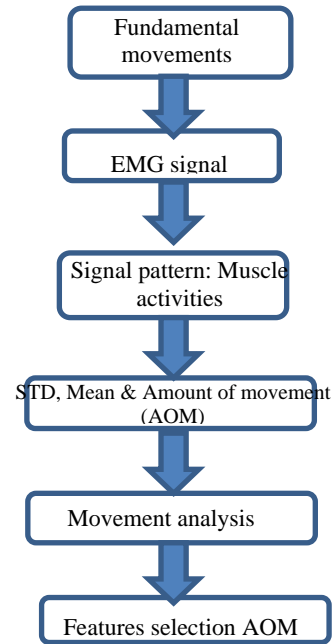 Fundamental
movements
EMG signal
Signal pattern: Muscle
activities
STD, Mean & Amount of movement
(AOM)
Movement analysis
Features selection AOM